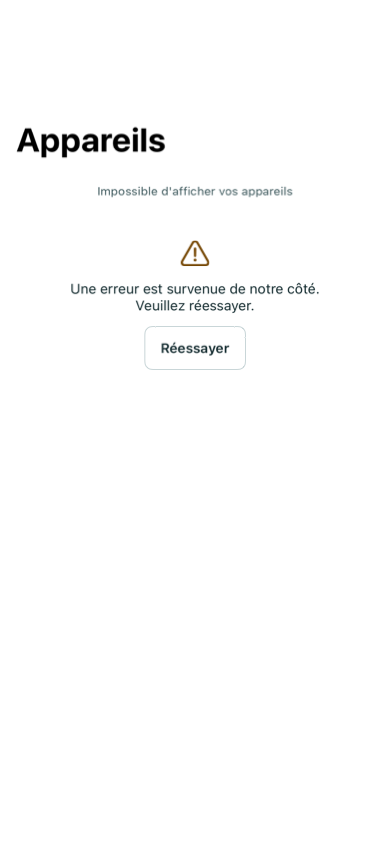 Appareils
Impossible d'afficher vos appareils
Une erreur est survenue de notre côté.
Veuillez réessayer.
Réessayer